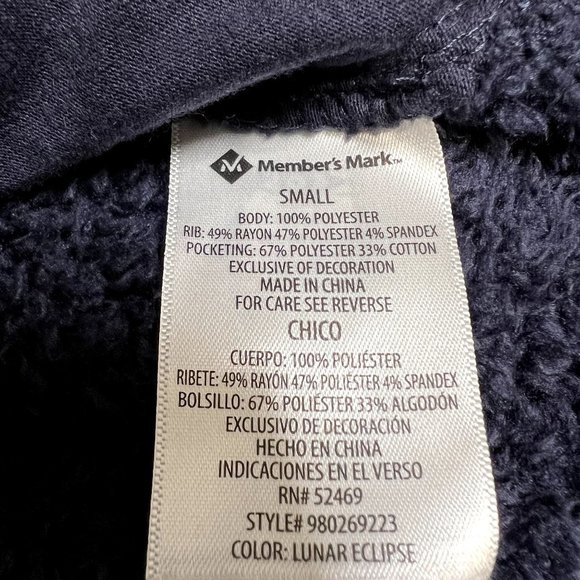 Member's Mark™
SMALL
BODY: 100% POLYESTER
RIB: 49% RAYON 47% POLYESTER 4% SPANDEX
POCKETING: 67% POLYESTER 33% COTTON
EXCLUSIVE OF DECORATION
MADE IN CHINA
FOR CARE SEE REVERSE
CHICO
CUERPO: 100% POLIÉSTER
RIBETE: 49% RAYÓN 47% POLIÉSTER 4% SPANDEX
BOLSILLO: 67% POLIÉSTER 33% ALGODÓN
EXCLUSIVO DE DECORACIÓN
HECHO EN CHINA
INDICACIONES EN EL VERSO
RN# 52469
STYLE# 980269223
COLOR: LUNAR ECLIPSE